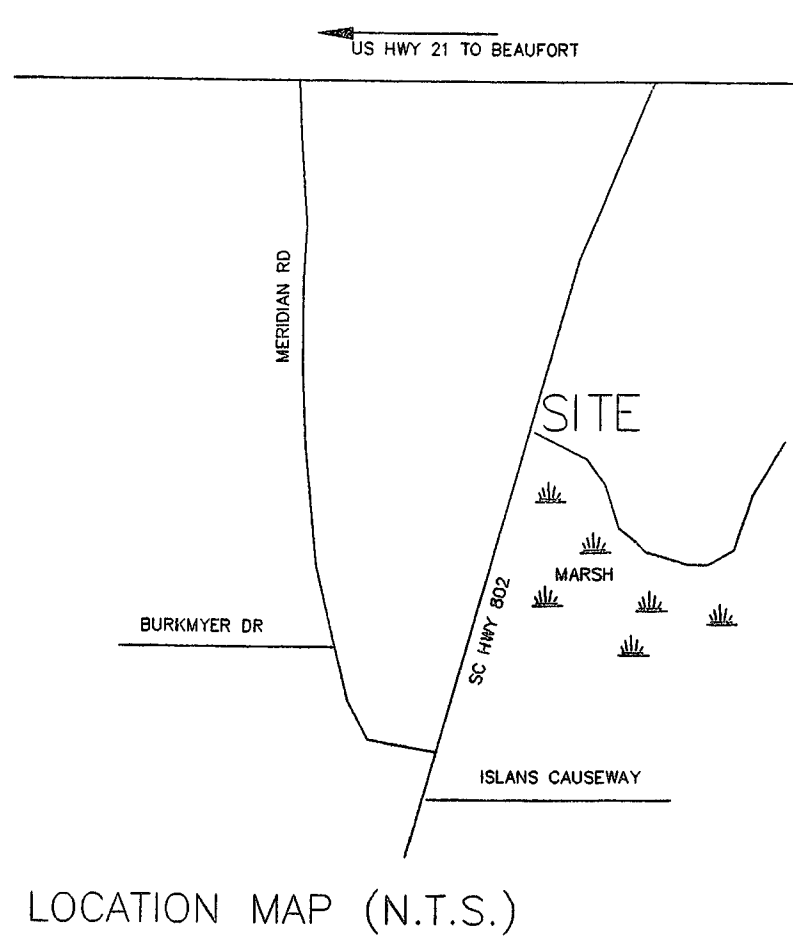 US HWY 21 TO BEAUFORT
MERIDIAN RD
SITE
MARSH
SC HWY 802
BURKMYER DR
ISLANS CAUSEWAY
LOCATION MAP (N.T.S.)